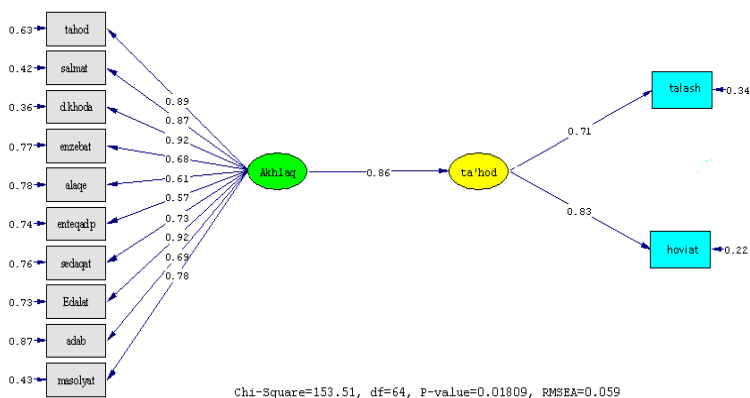 0.63 tahod
0.42 salmat
0.36 d.khoda
0.77 enzebat
0.78 alaqe
0.74 enteqad.p
0.76 sedaqat
0.73 Edalat
0.87 adab
0.43 masolyat
0.89
0.87
0.92
0.68
0.61
0.57
0.73
0.92
0.69
0.78
Akhlaq
0.86
ta'hod
0.71
0.83
talash 0.34
hoviat 0.22
Chi-Square=153.51, df=64, P-value=0.01809, RMSEA=0.059